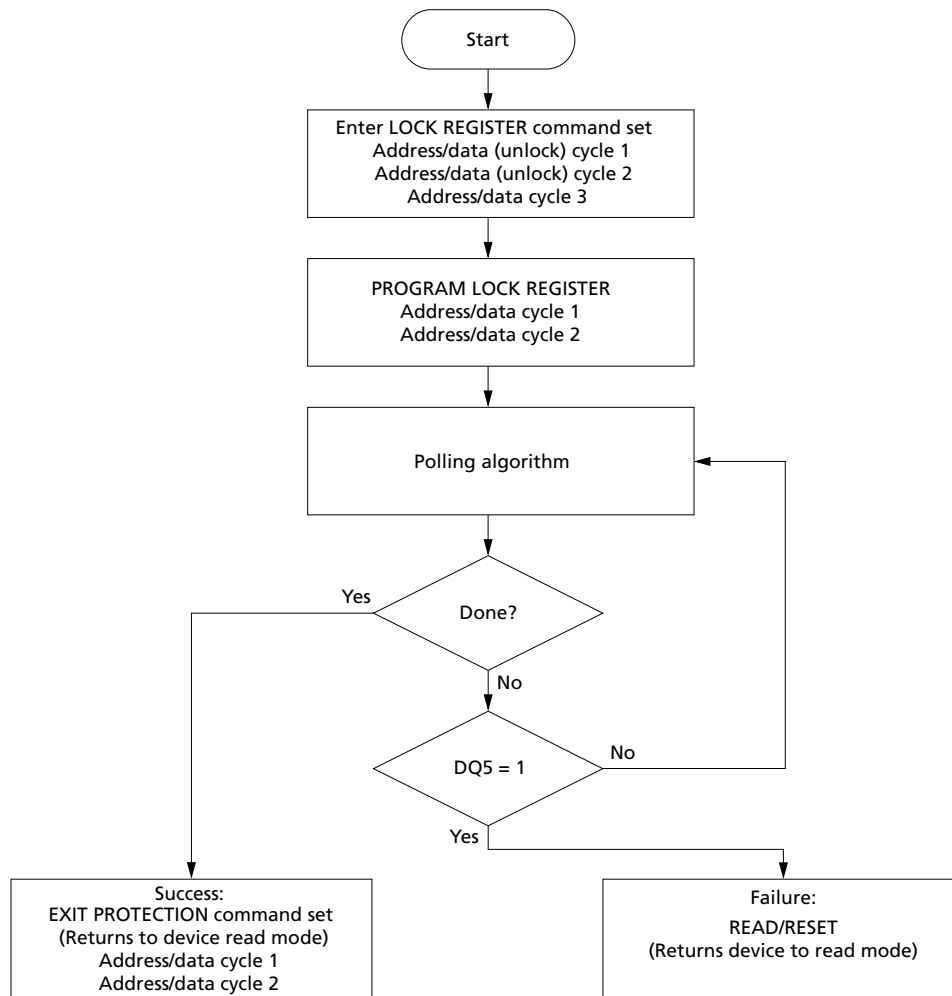 Start
Enter LOCK REGISTER command set
Address/data (unlock) cycle 1
Address/data (unlock) cycle 2
Address/data cycle 3
PROGRAM LOCK REGISTER
Address/data cycle 1
Address/data cycle 2
Polling algorithm
Yes
Done?
No
DQ5 = 1
No
Yes
Success:
EXIT PROTECTION command set
(Returns to device read mode)
Address/data cycle 1
Address/data cycle 2
Failure:
READ/RESET
(Returns device to read mode)